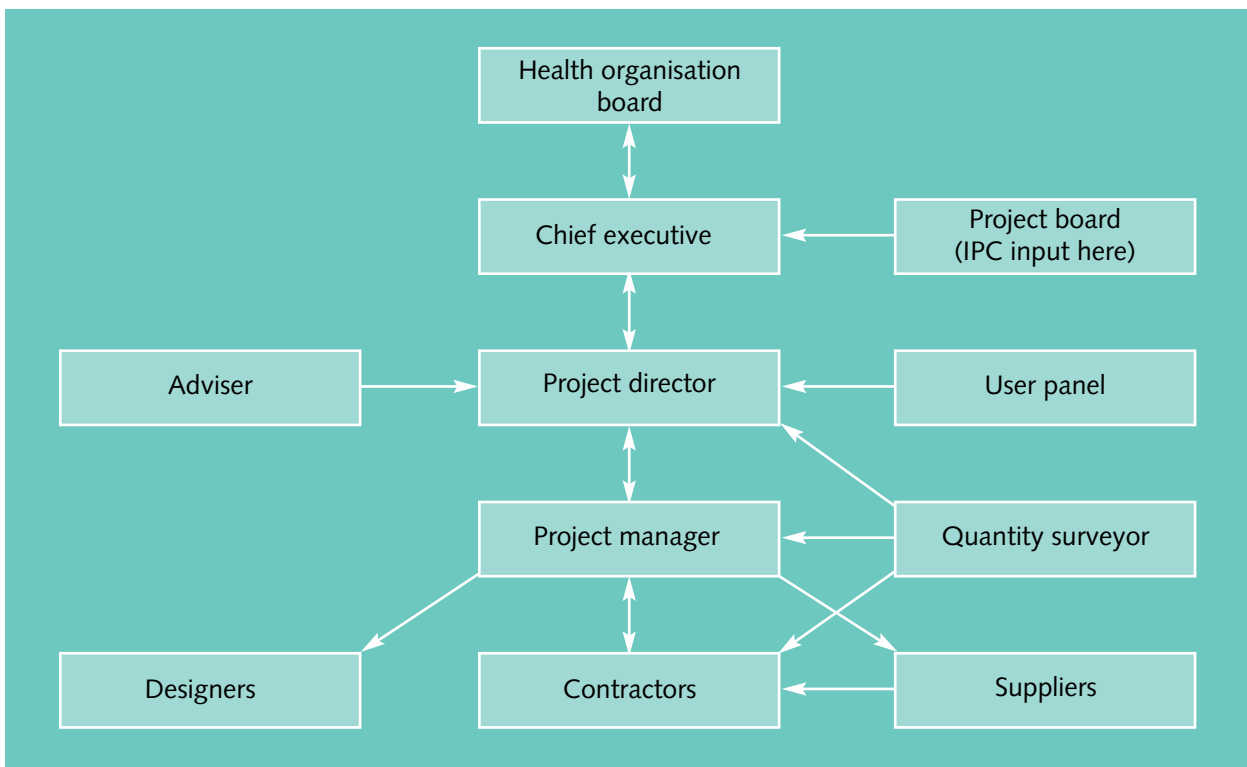 Health organisation
board
Chief executive
Project board
(IPC input here)
Adviser
Project director
User panel
Project manager
Quantity surveyor
Designers
Contractors
Suppliers